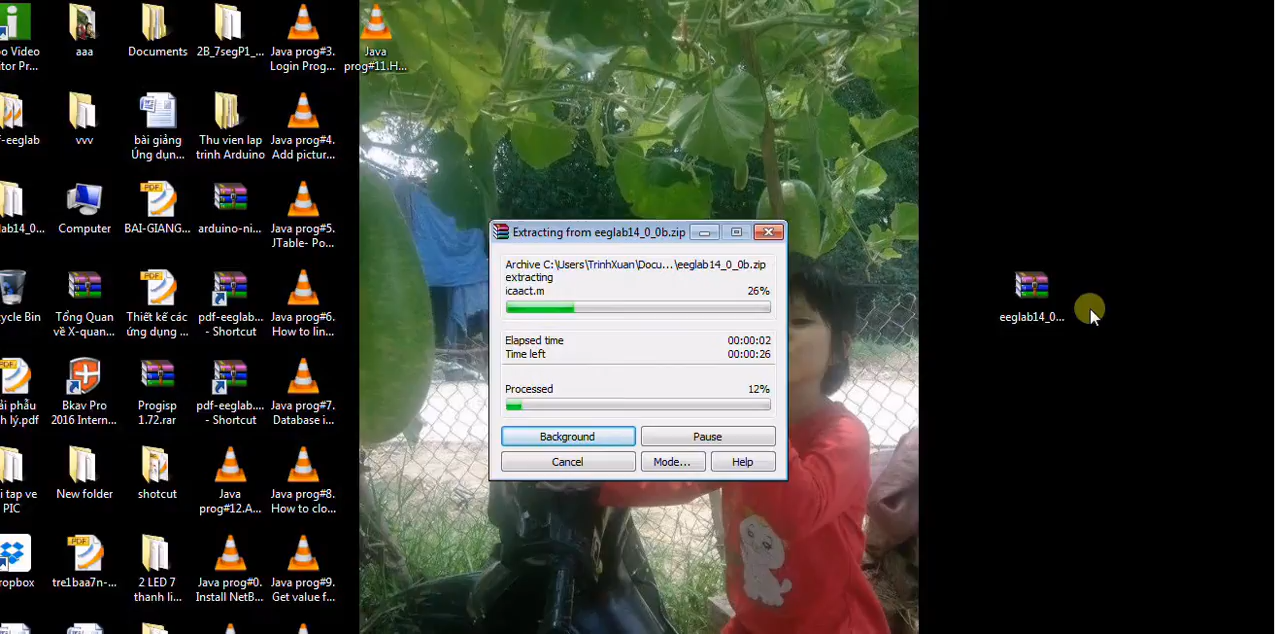 oo Video
itor Pr...
aaa
Documents
2B_7segP1_...
Java prog#3.
Login Prog...
Java
prog#11.H...
f-eeglab
vvv
bài giảng
Ứng dụn...
Thu vien lap
trinh Arduino
Java prog#4.
Add pictur...
lab14_0...
Computer
BAI-GIANG...
arduino-ni...
Java prog#5.
JTable- Po...
ycle Bin
Tổng Quan
về X-quan...
Thiết kế các
ứng dụng ...
pdf-eeglab...
- Shortcut
Java prog#6.
How to lin...
ải phẫu
h lý.pdf
Bkav Pro
2016 Intern...
Progisp
1.72.rar
pdf-eeglab....
- Shortcut
Java prog#7.
Database i...
i tap ve
PIC
New folder
shotcut
Java
prog#12.A...
Java prog#8.
How to clo...
ropbox
tre1baa7n-...
2 LED 7
thanh li...
Java prog#0.
Install NetB...
Java prog#9.
Get value f...
Extracting from eeglab14_0_0b.zip
Archive C:\Users\TrinhXuan\Docu...\eeglab14_0_0b.zip
extracting
icaact.m 26%
Elapsed time 00:00:02
Time left 00:00:26
Processed 12%
Background
Pause
Cancel
Mode...
Help
eeglab14_0...